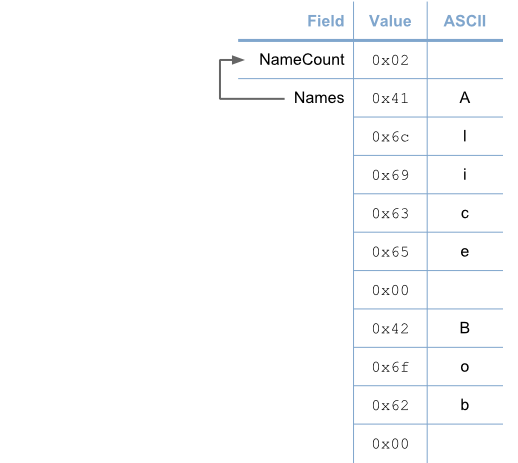 Field Value ASCII
NameCount 0x02
Names 0x41 A
0x6c l
0x69 i
0x63 c
0x65 e
0x00
0x42 B
0x6f o
0x62 b
0x00